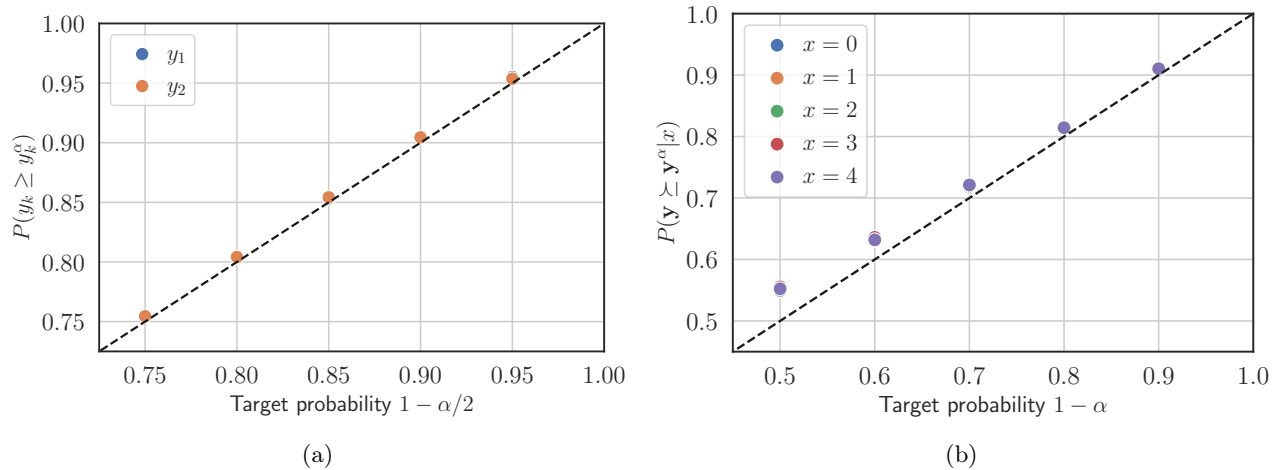 1.00
0.95
0.90
0.85
0.80
0.75
P(y_k ≥ y_k^α)
y_1
y_2
0.75 0.80 0.85 0.90 0.95 1.00
Target probability 1 − α/2
(a)
1.0
0.9
0.8
0.7
0.6
0.5
P(𝐲 ⪰ 𝐲^α|x)
x = 0
x = 1
x = 2
x = 3
x = 4
0.5 0.6 0.7 0.8 0.9 1.0
Target probability 1 − α
(b)